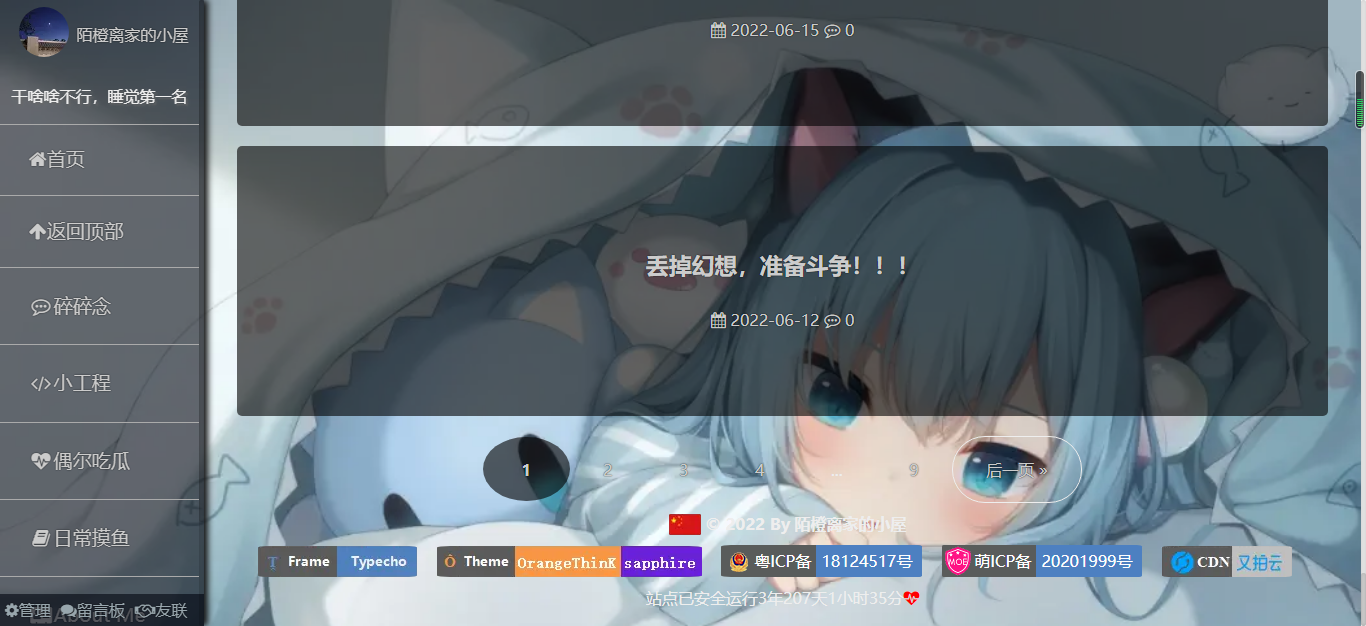 陌橙离家的小屋
干啥啥不行，睡觉第一名
首页
返回顶部
碎碎念
小工程
偶尔吃瓜
日常摸鱼
About Me
管理 留言板 友联
2022-06-15 0
丢掉幻想，准备斗争！！！
2022-06-12 0
1 2 3 4 ... 9 后一页 »
© 2022 By 陌橙离家的小屋
Frame Typecho Theme OrangeThinK sapphire 粤ICP备 18124517号 MOE 萌ICP备 20201999号 CDN 又拍云
站点已安全运行3年207天1小时35分